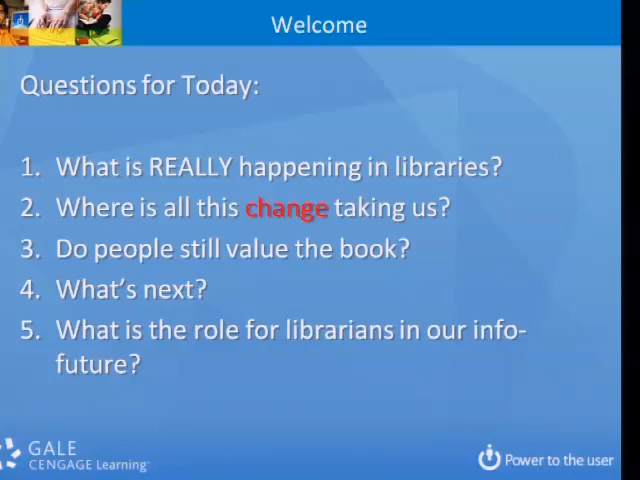 Welcome
Questions for Today:
1. What is REALLY happening in libraries?
2. Where is all this change taking us?
3. Do people still value the book?
4. What's next?
5. What is the role for librarians in our info-
future?
GALE
CENGAGE Learning™
Power to the user